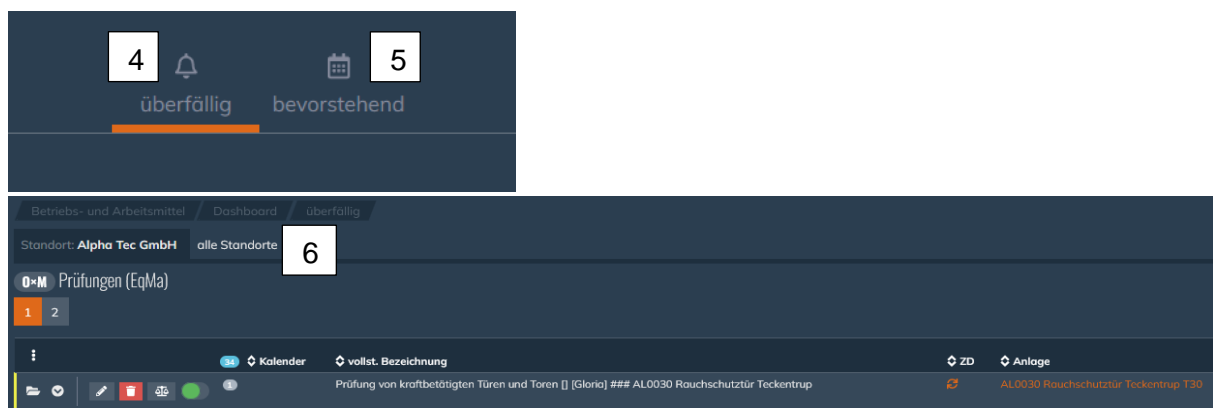 4 5
überfällig bevorstehend
Betriebs- und Arbeitsmittel / Dashboard / überfällig
Standort: Alpha Tec GmbH alle Standorte 6
O×M Prüfungen (EqMa)
1 2
34 Kalender vollst. Bezeichnung ZD Anlage
1 Prüfung von kraftbetätigten Türen und Toren [] [Gloria] ### AL0030 Rauchschutztür Teckentrup AL0030 Rauchschutztür Teckentrup T30